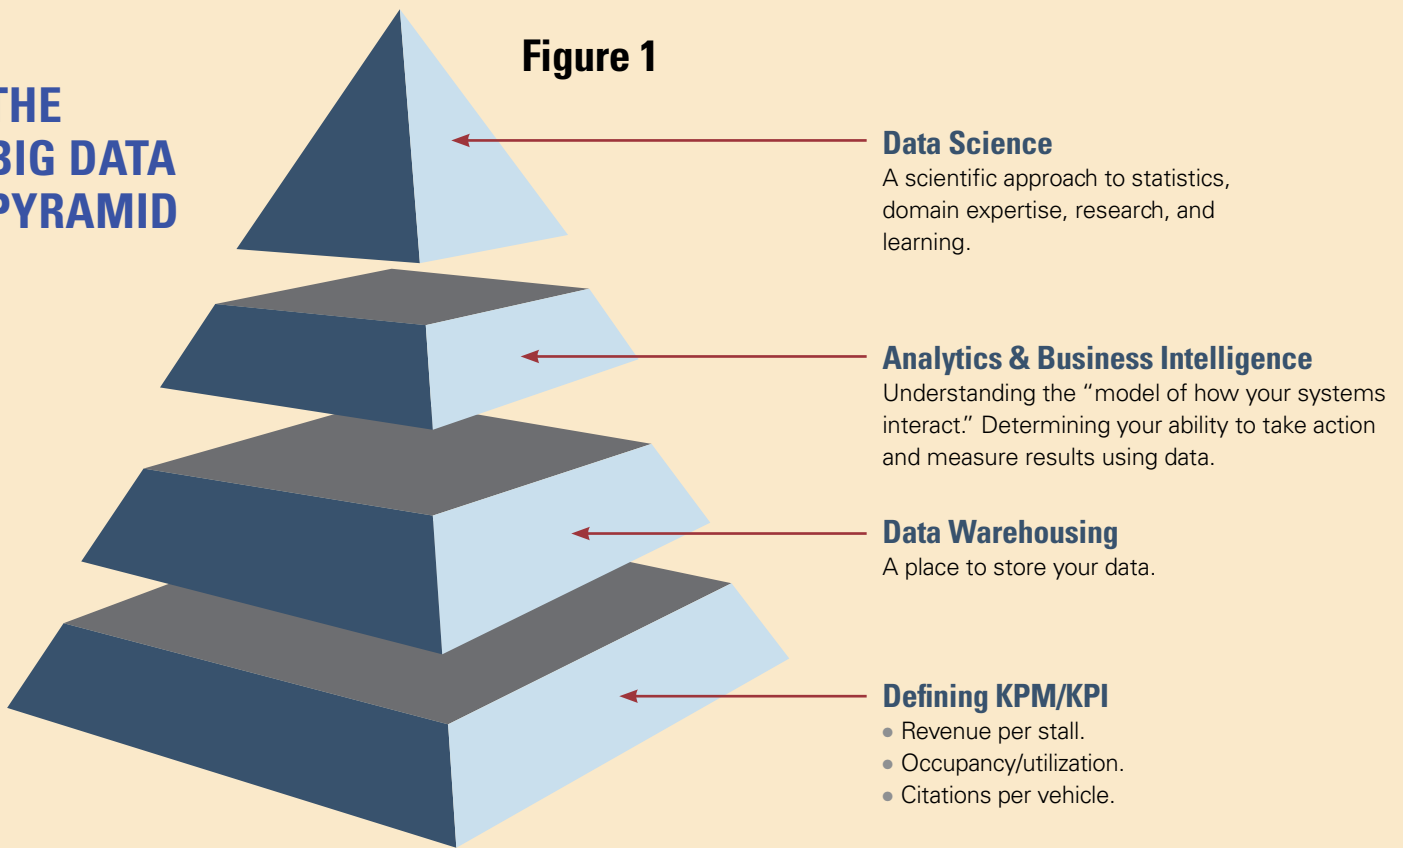 Figure 1
THE
BIG DATA
PYRAMID
Data Science
A scientific approach to statistics,
domain expertise, research, and
learning.
Analytics & Business Intelligence
Understanding the “model of how your systems
interact.” Determining your ability to take action
and measure results using data.
Data Warehousing
A place to store your data.
Defining KPM/KPI
• Revenue per stall.
• Occupancy/utilization.
• Citations per vehicle.